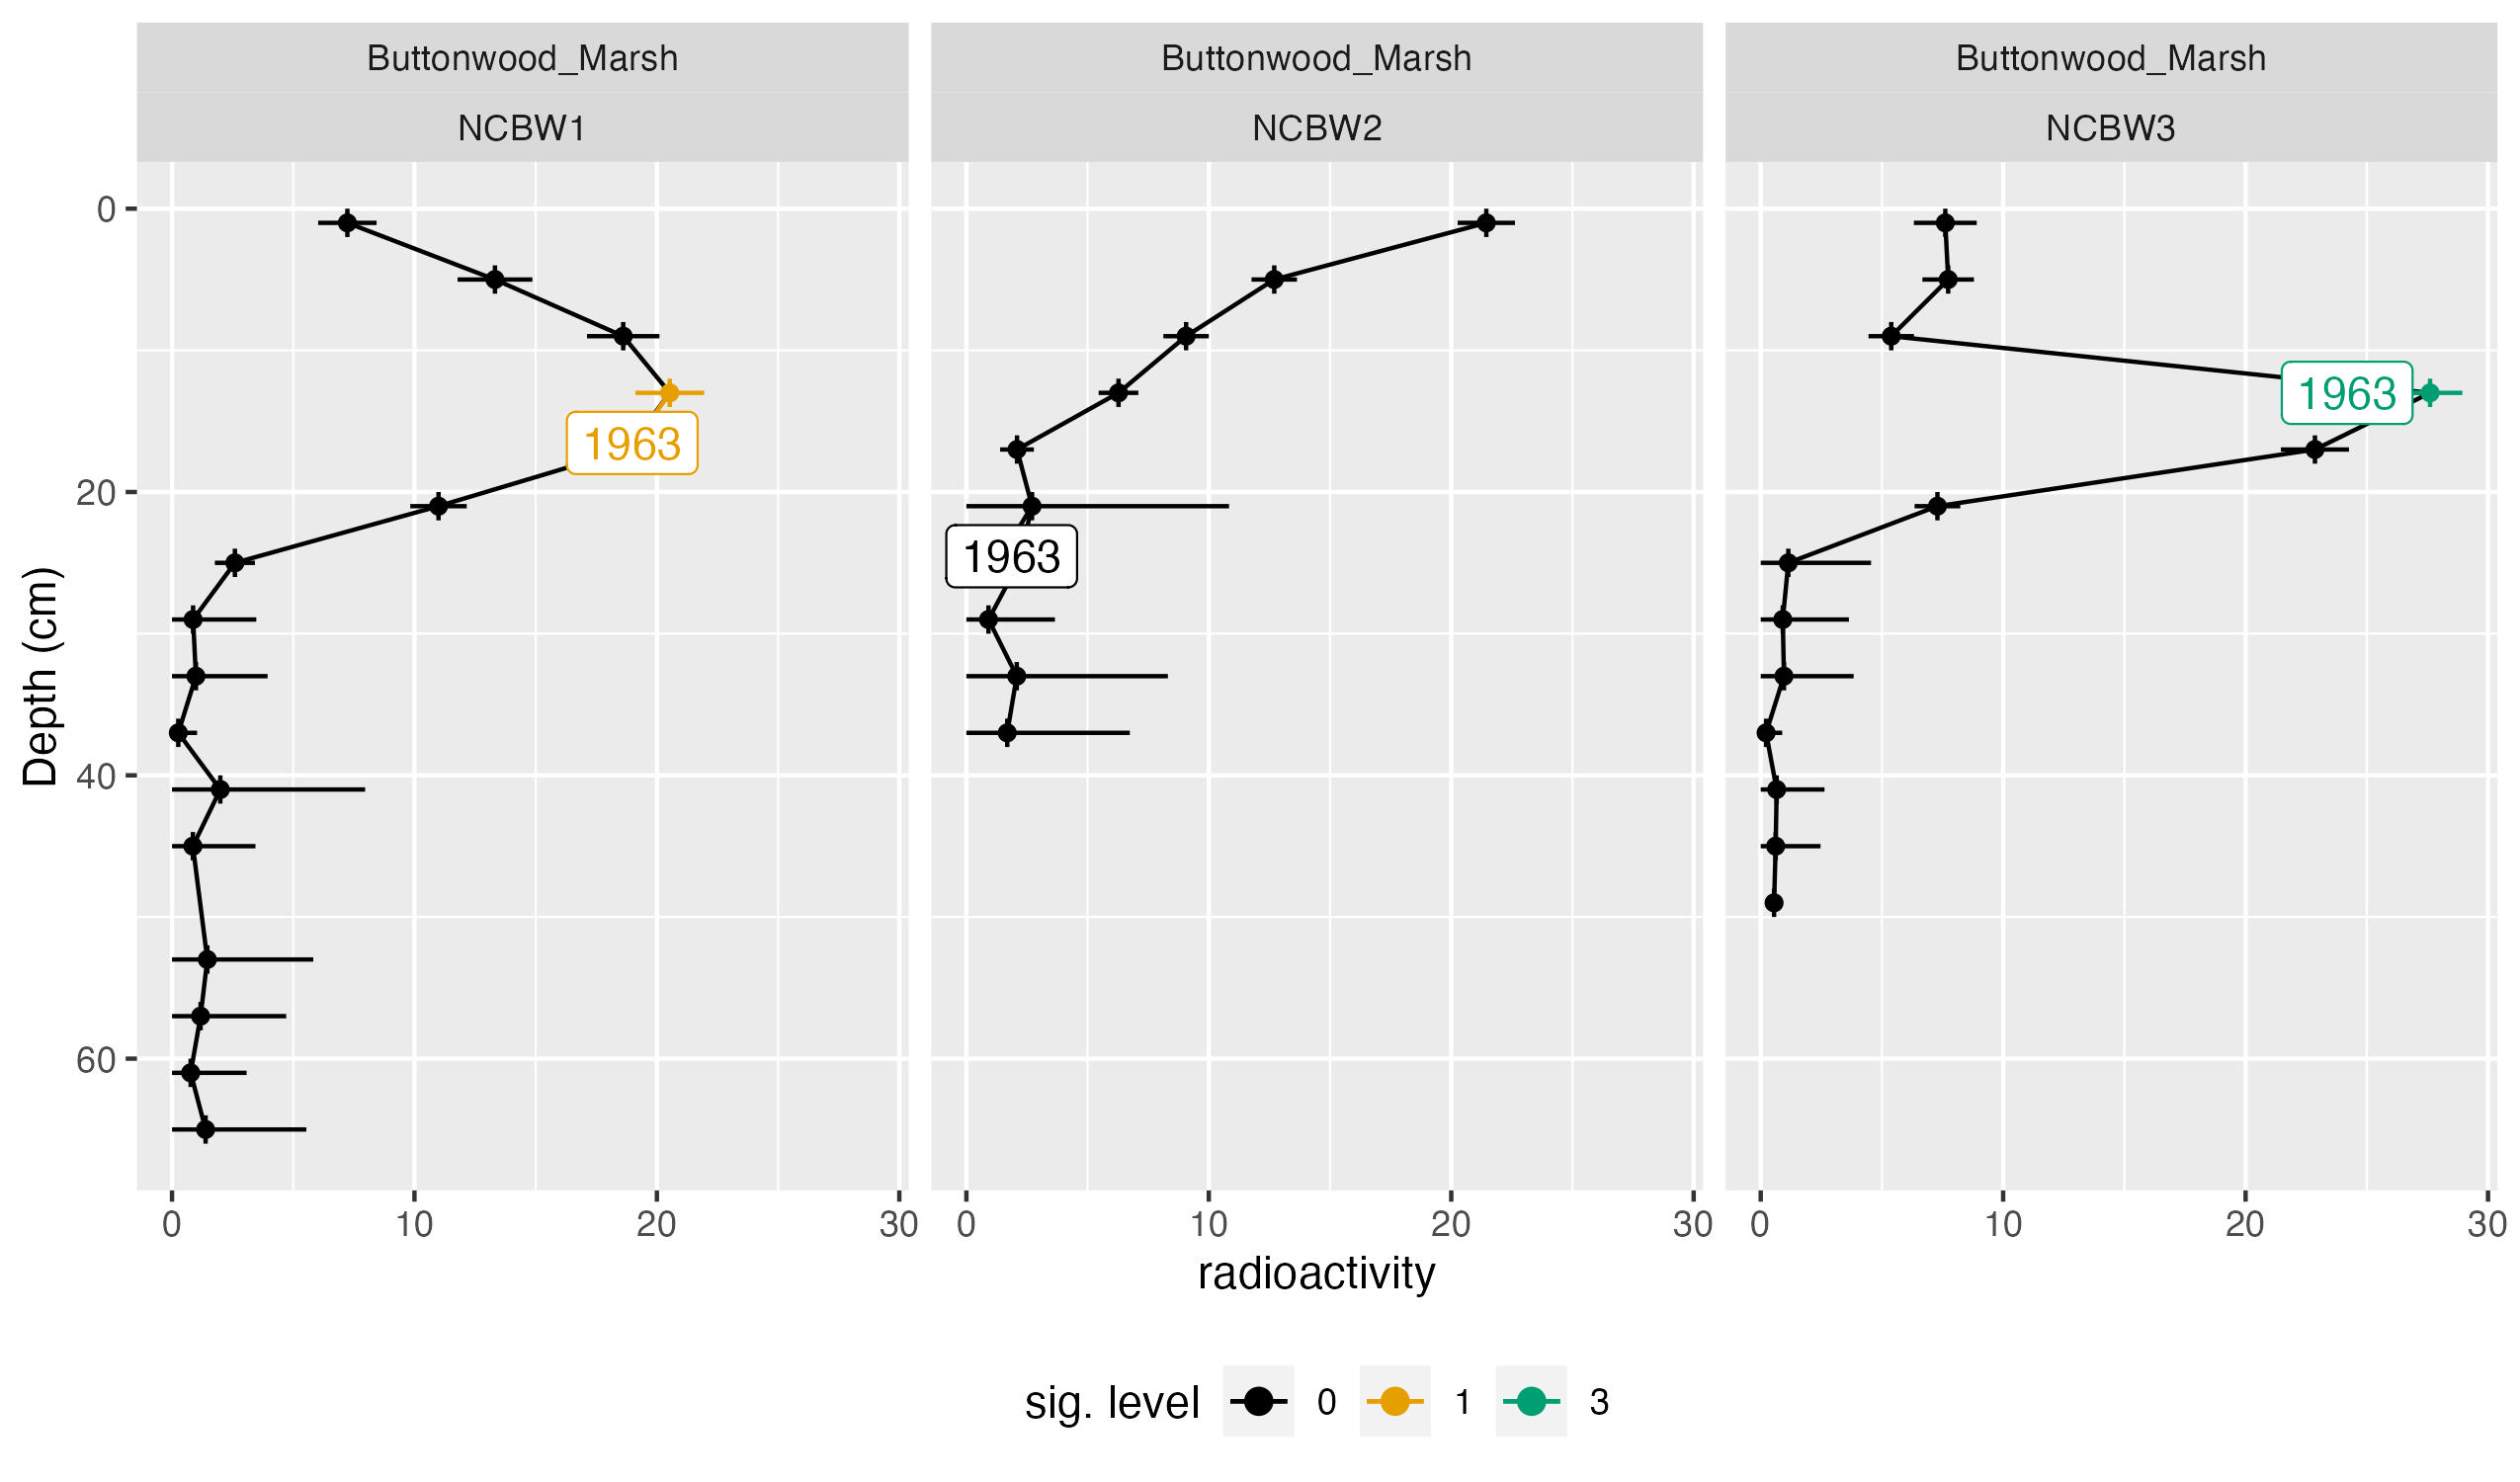 Buttonwood_Marsh Buttonwood_Marsh Buttonwood_Marsh
NCBW1 NCBW2 NCBW3
0
1963
1963
20
1963
Depth (cm)
40
60
0 10 20 30 0 10 20 30 0 10 20 30
radioactivity
sig. level 0 1 3